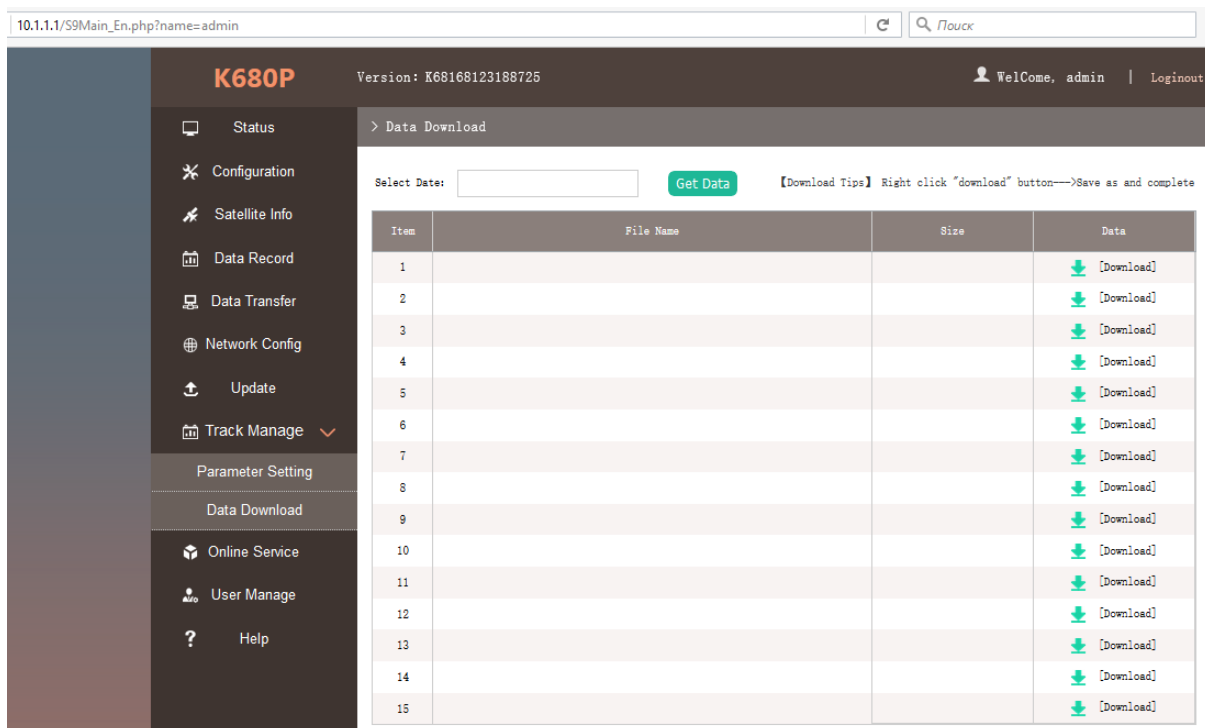 10.1.1.1/S9Main_En.php?name=admin
Поиск
K680P
Version: K68168123188725
WelCome, admin | Loginout
Status
Configuration
Satellite Info
Data Record
Data Transfer
Network Config
Update
Track Manage
Parameter Setting
Data Download
Online Service
User Manage
? Help
> Data Download
Select Date:
Get Data
【Download Tips】 Right click "download" button--->Save as and complete
Item File Name Size Data
1 [Download]
2 [Download]
3 [Download]
4 [Download]
5 [Download]
6 [Download]
7 [Download]
8 [Download]
9 [Download]
10 [Download]
11 [Download]
12 [Download]
13 [Download]
14 [Download]
15 [Download]